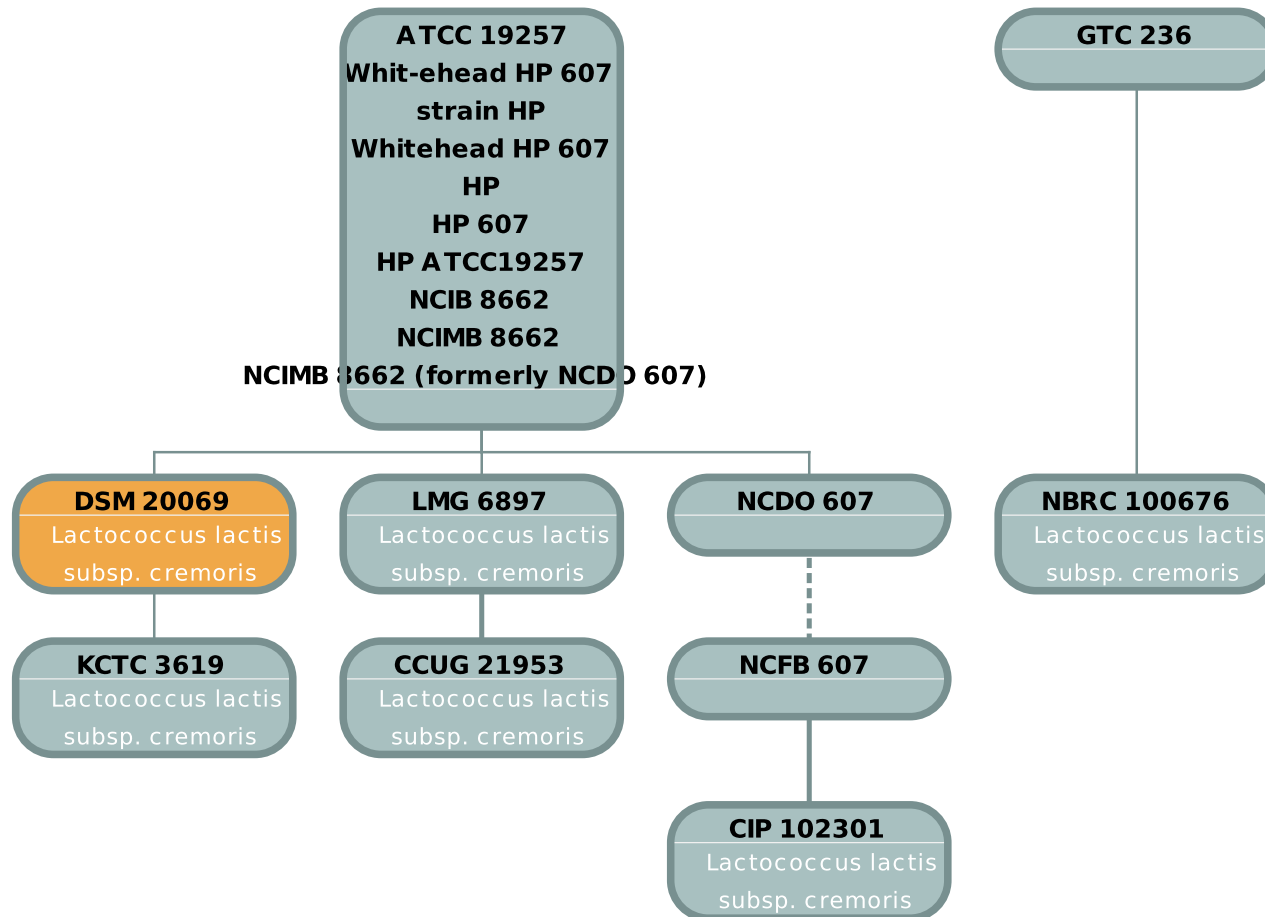 ATCC 19257
Whit-ehead HP 607
strain HP
Whitehead HP 607
HP
HP 607
HP ATCC19257
NCIB 8662
NCIMB 8662
NCIMB 8662 (formerly NCDO 607)
GTC 236
DSM 20069
Lactococcus lactis
subsp. cremoris
LMG 6897
Lactococcus lactis
subsp. cremoris
NCDO 607
NBRC 100676
Lactococcus lactis
subsp. cremoris
KCTC 3619
Lactococcus lactis
subsp. cremoris
CCUG 21953
Lactococcus lactis
subsp. cremoris
NCFB 607
CIP 102301
Lactococcus lactis
subsp. cremoris